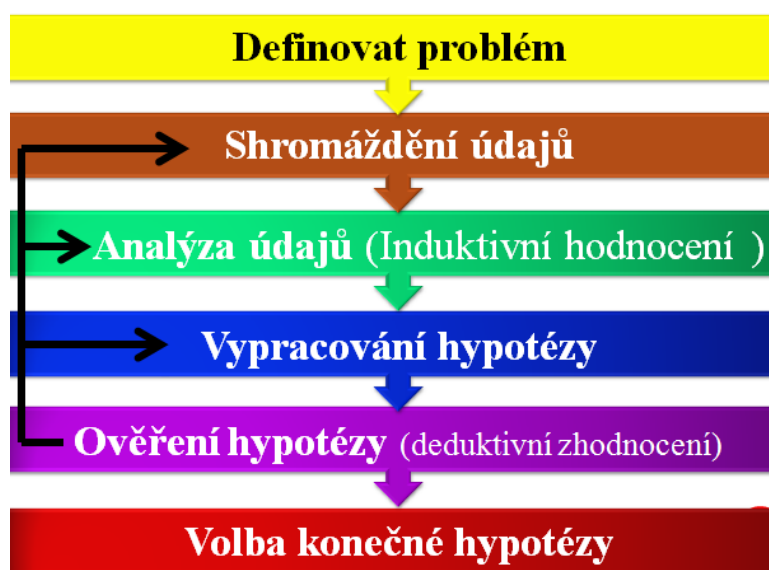 Definovat problém
Shromáždění údajů
Analýza údajů (Induktivní hodnocení )
Vypracování hypotézy
Ověření hypotézy (deduktivní zhodnocení)
Volba konečné hypotézy